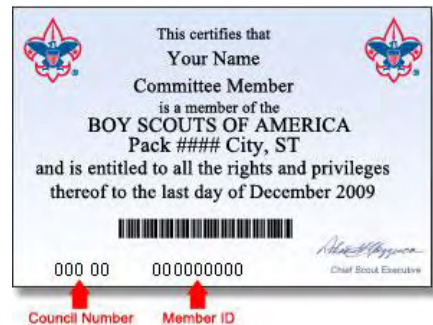 This certifies that
Your Name
Committee Member
is a member of the
BOY SCOUTS OF AMERICA
Pack #### City, ST
and is entitled to all the rights and privileges
thereof to the last day of December 2009
000 00 000000000
Chief Scout Executive
Council Number Member ID